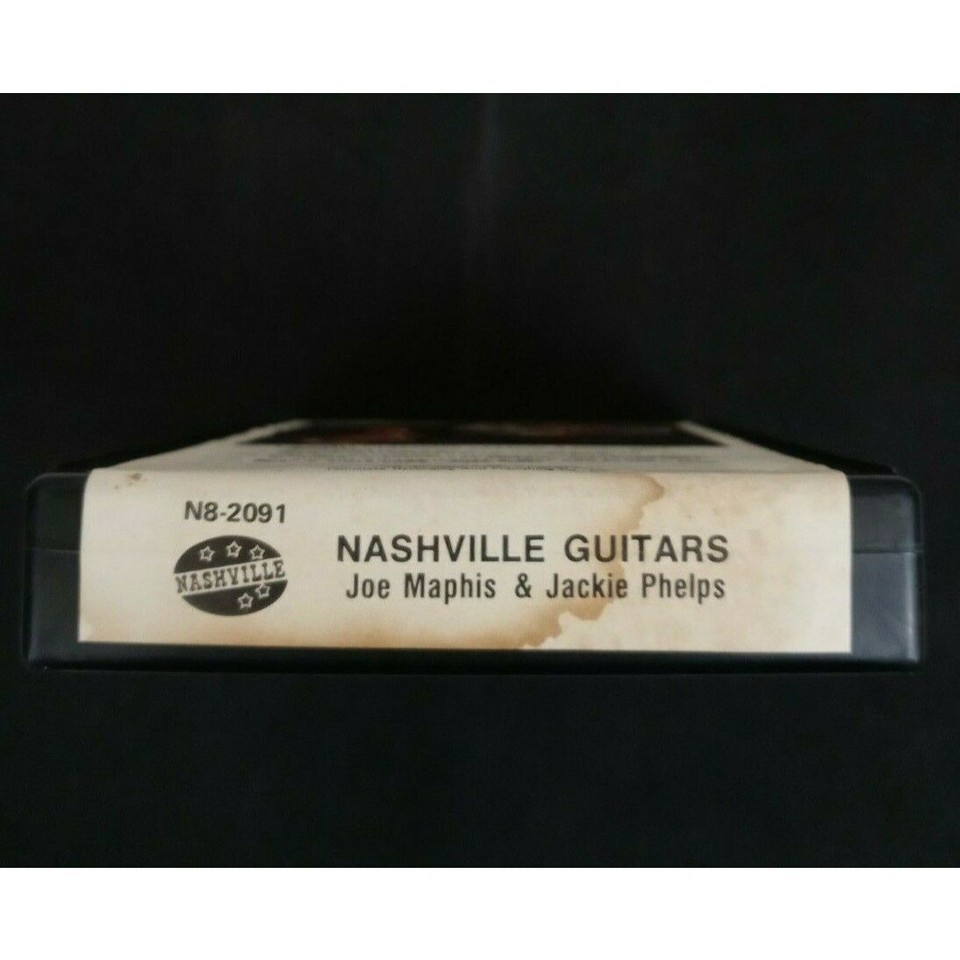 N8-2091
NASHVILLE
NASHVILLE GUITARS
Joe Maphis & Jackie Phelps